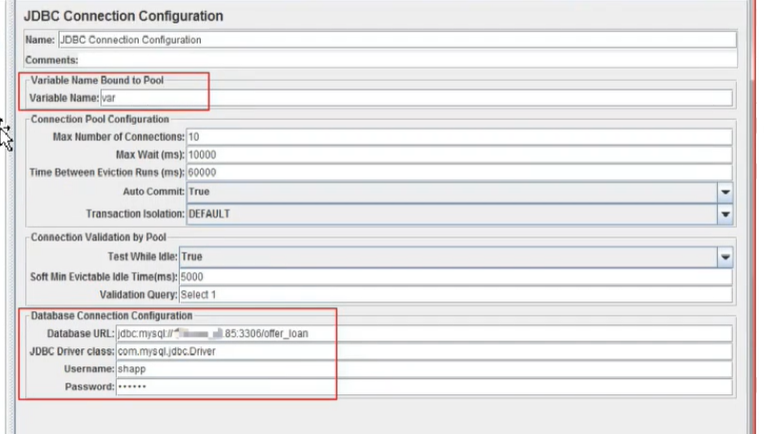 JDBC Connection Configuration
Name: JDBC Connection Configuration
Comments:
Variable Name Bound to Pool
Variable Name: var
Connection Pool Configuration
Max Number of Connections: 10
Max Wait (ms): 10000
Time Between Eviction Runs (ms): 60000
Auto Commit: True
Transaction Isolation: DEFAULT
Connection Validation by Pool
Test While Idle: True
Soft Min Evictable Idle Time(ms): 5000
Validation Query: Select 1
Database Connection Configuration
Database URL: jdbc:mysql:// .85:3306/offer_loan
JDBC Driver class: com.mysql.jdbc.Driver
Username: shapp
Password: ••••••